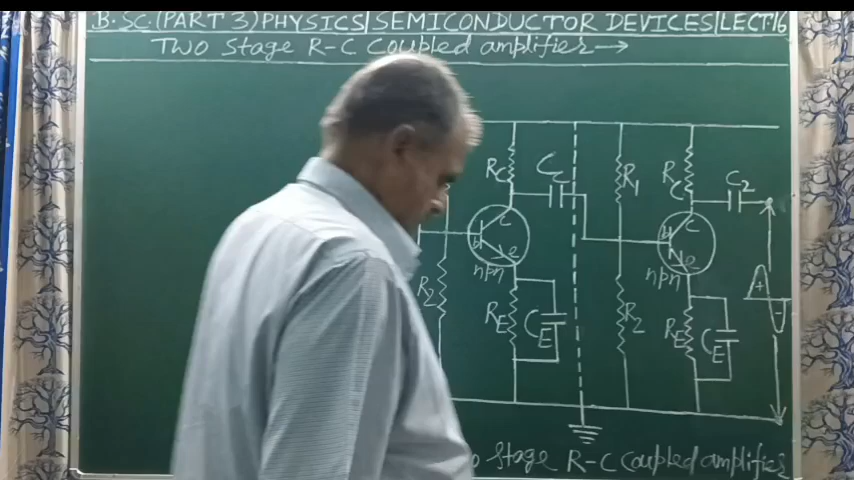 B.SC.(PART 3) PHYSICS|SEMICONDUCTOR DEVICES|LECT.16
TWO Stage R-C Coupled amplifier →
RC CC R1 RC C2
b c e b c e
npn npn
+ -
R2 RE CE R2 RE CE
Stage R-C Coupled amplifier